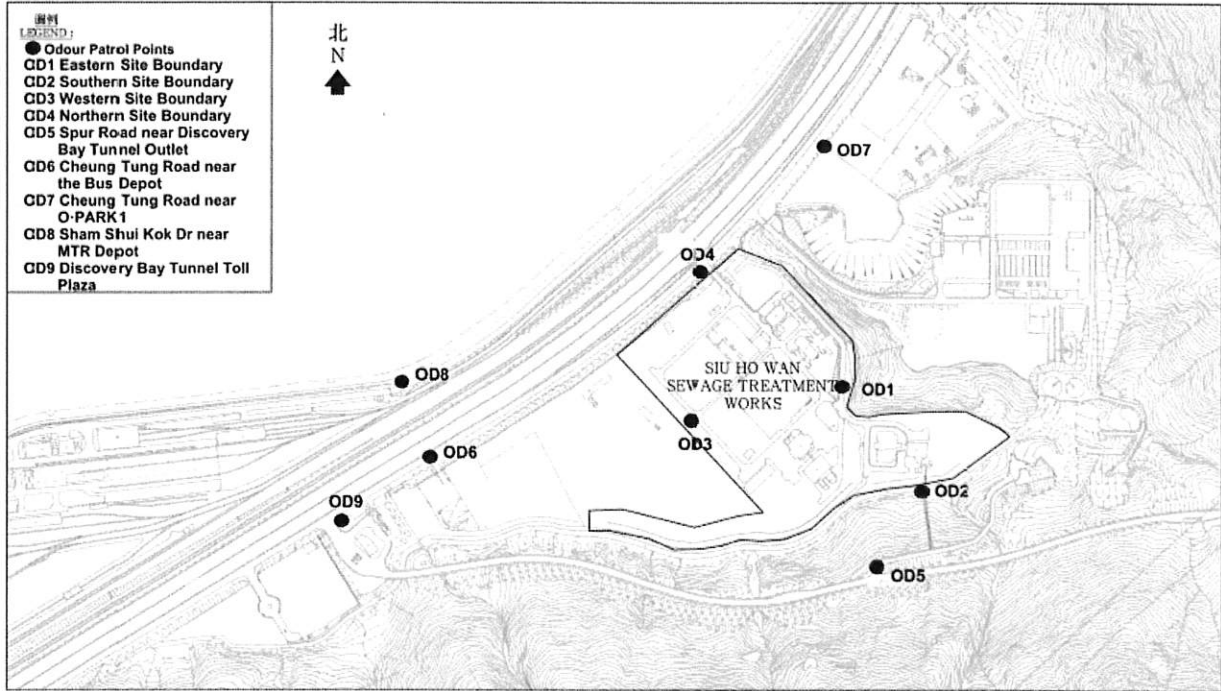 圖例
LEGEND :
Odour Patrol Points
OD1 Eastern Site Boundary
OD2 Southern Site Boundary
OD3 Western Site Boundary
OD4 Northern Site Boundary
OD5 Spur Road near Discovery
Bay Tunnel Outlet
OD6 Cheung Tung Road near
the Bus Depot
OD7 Cheung Tung Road near
O·PARK1
OD8 Sham Shui Kok Dr near
MTR Depot
OD9 Discovery Bay Tunnel Toll
Plaza
北
N
OD7
OD4
OD8
SIU HO WAN
SEWAGE TREATMENT
WORKS
OD1
OD3
OD6
OD2
OD9
OD5